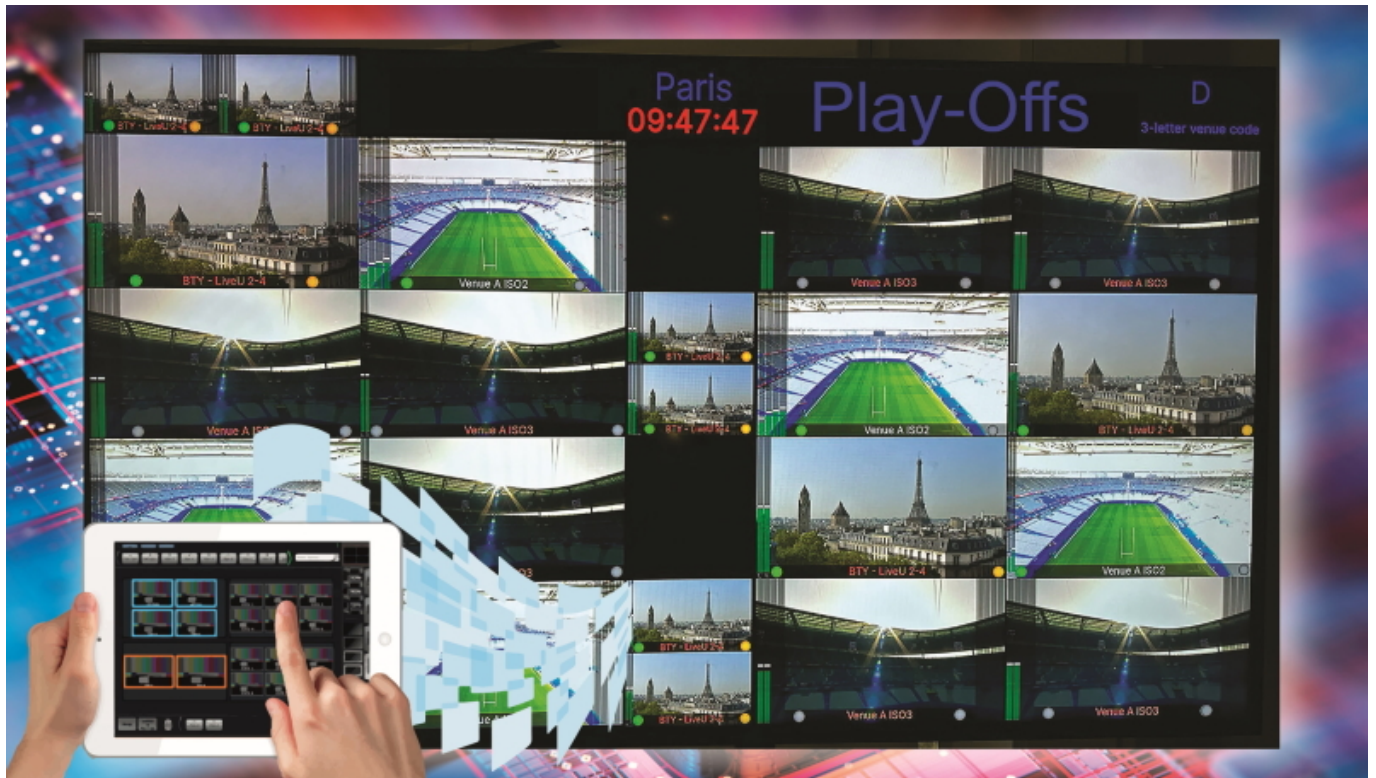 Paris
09:47:47
Play-Offs
D
3-letter venue code
BTY - LiveU 2-4
BTY - LiveU 2-4
BTY - LiveU 2-4
Venue A ISO2
Venue A ISO3
Venue A ISO3
BTY - LiveU 2-4
BTY - LiveU 2-4
Venue A
Venue A ISO3
Venue A ISO2
BTY - LiveU 2-4
BTY - LiveU 2-4
Venue A ISO2
BTY - LiveU 2-4
BTY - LiveU 2-4
Venue A ISO3
Venue A ISO3